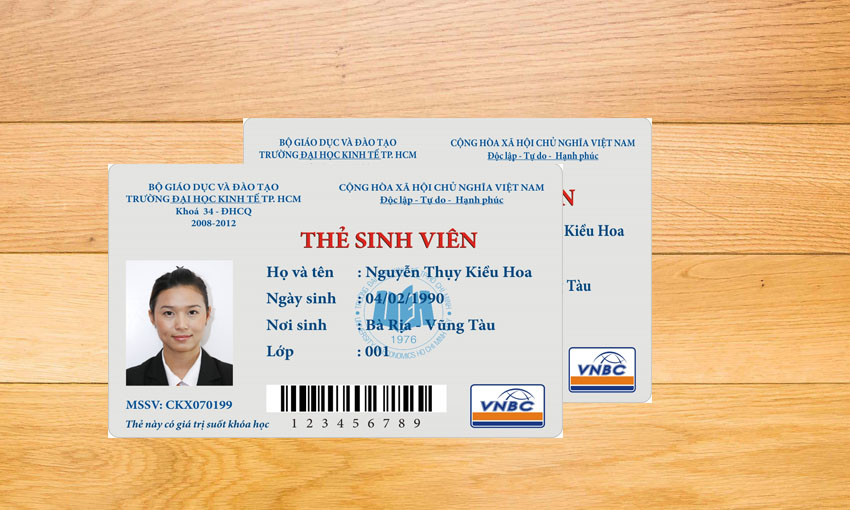 BỘ GIÁO DỤC VÀ ĐÀO TẠO
TRƯỜNG ĐẠI HỌC KINH TẾ TP. HCM
CỘNG HÒA XÃ HỘI CHỦ NGHĨA VIỆT NAM
Độc lập - Tự do - Hạnh phúc
N
Kiều Hoa
Tàu
VNBC
BỘ GIÁO DỤC VÀ ĐÀO TẠO
TRƯỜNG ĐẠI HỌC KINH TẾ TP. HCM
Khoá 34 - ĐHCQ
2008-2012
CỘNG HÒA XÃ HỘI CHỦ NGHĨA VIỆT NAM
Độc lập - Tự do - Hạnh phúc
THẺ SINH VIÊN
Họ và tên : Nguyễn Thụy Kiều Hoa
Ngày sinh : 04/02/1990
Nơi sinh : Bà Rịa - Vũng Tàu
Lớp : 001
1976
ECONOMICS HO CHI MINH
MSSV: CKX070199
Thẻ này có giá trị suốt khóa học
1 2 3 4 5 6 7 8 9
VNBC